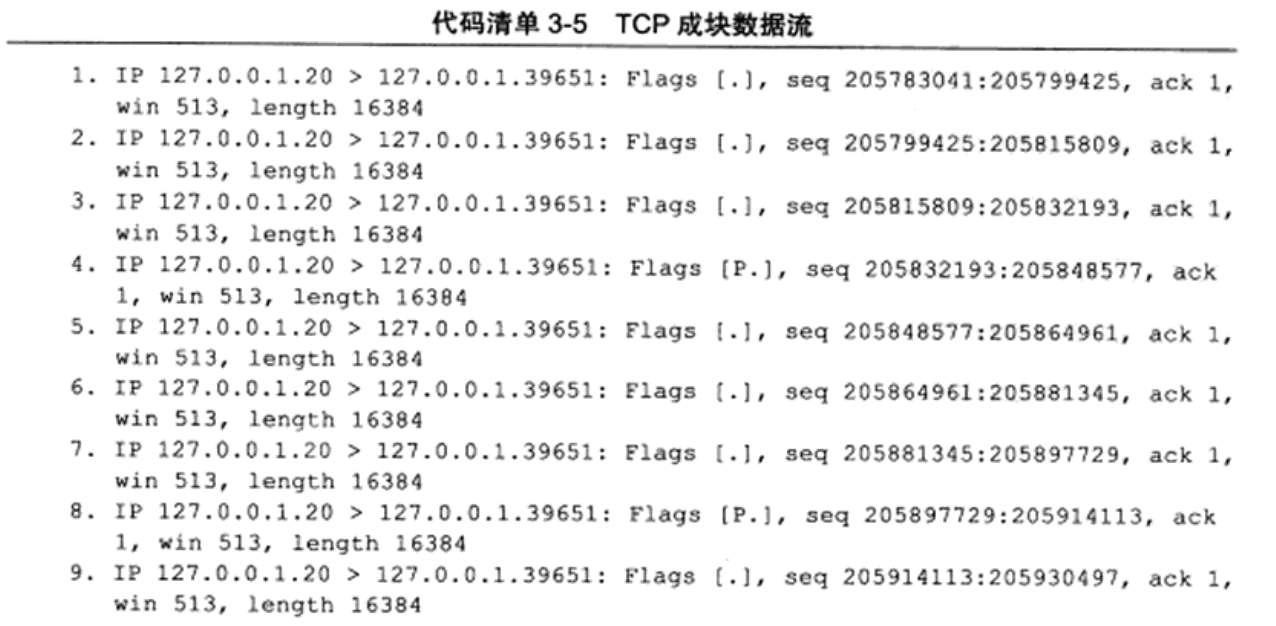 代码清单 3-5 TCP 成块数据流
1. IP 127.0.0.1.20 > 127.0.0.1.39651: Flags [.], seq 205783041:205799425, ack 1,
win 513, length 16384
2. IP 127.0.0.1.20 > 127.0.0.1.39651: Flags [.], seq 205799425:205815809, ack 1,
win 513, length 16384
3. IP 127.0.0.1.20 > 127.0.0.1.39651: Flags [.], seq 205815809:205832193, ack 1,
win 513, length 16384
4. IP 127.0.0.1.20 > 127.0.0.1.39651: Flags [P.], seq 205832193:205848577, ack
1, win 513, length 16384
5. IP 127.0.0.1.20 > 127.0.0.1.39651: Flags [.], seq 205848577:205864961, ack 1,
win 513, length 16384
6. IP 127.0.0.1.20 > 127.0.0.1.39651: Flags [.], seq 205864961:205881345, ack 1,
win 513, length 16384
7. IP 127.0.0.1.20 > 127.0.0.1.39651: Flags [.], seq 205881345:205897729, ack 1,
win 513, length 16384
8. IP 127.0.0.1.20 > 127.0.0.1.39651: Flags [P.], seq 205897729:205914113, ack
1, win 513, length 16384
9. IP 127.0.0.1.20 > 127.0.0.1.39651: Flags [.], seq 205914113:205930497, ack 1,
win 513, length 16384